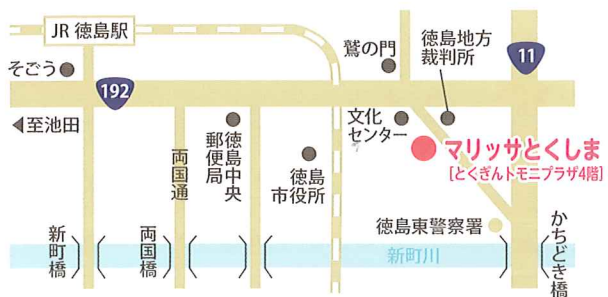 JR 徳島駅
そごう
192
至池田
鷲の門
徳島地方
裁判所
11
文化
センター
マリッサとくしま
[とくぎんトモニプラザ4階]
徳島中央
郵便局
両国通
徳島
市役所
徳島東警察署
新町川
新町橋
両国橋
かちどき橋